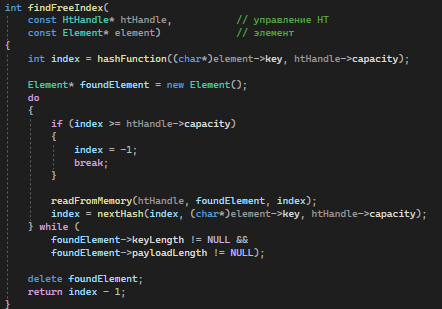 int findFreeIndex(
const HtHandle* htHandle, // управление HT
const Element* element) // элемент
{
int index = hashFunction((char*)element->key, htHandle->capacity);
Element* foundElement = new Element();
do
{
if (index >= htHandle->capacity)
{
index = -1;
break;
}
readFromMemory(htHandle, foundElement, index);
index = nextHash(index, (char*)element->key, htHandle->capacity);
} while (
foundElement->keyLength != NULL &&
foundElement->payloadLength != NULL);
delete foundElement;
return index - 1;
}